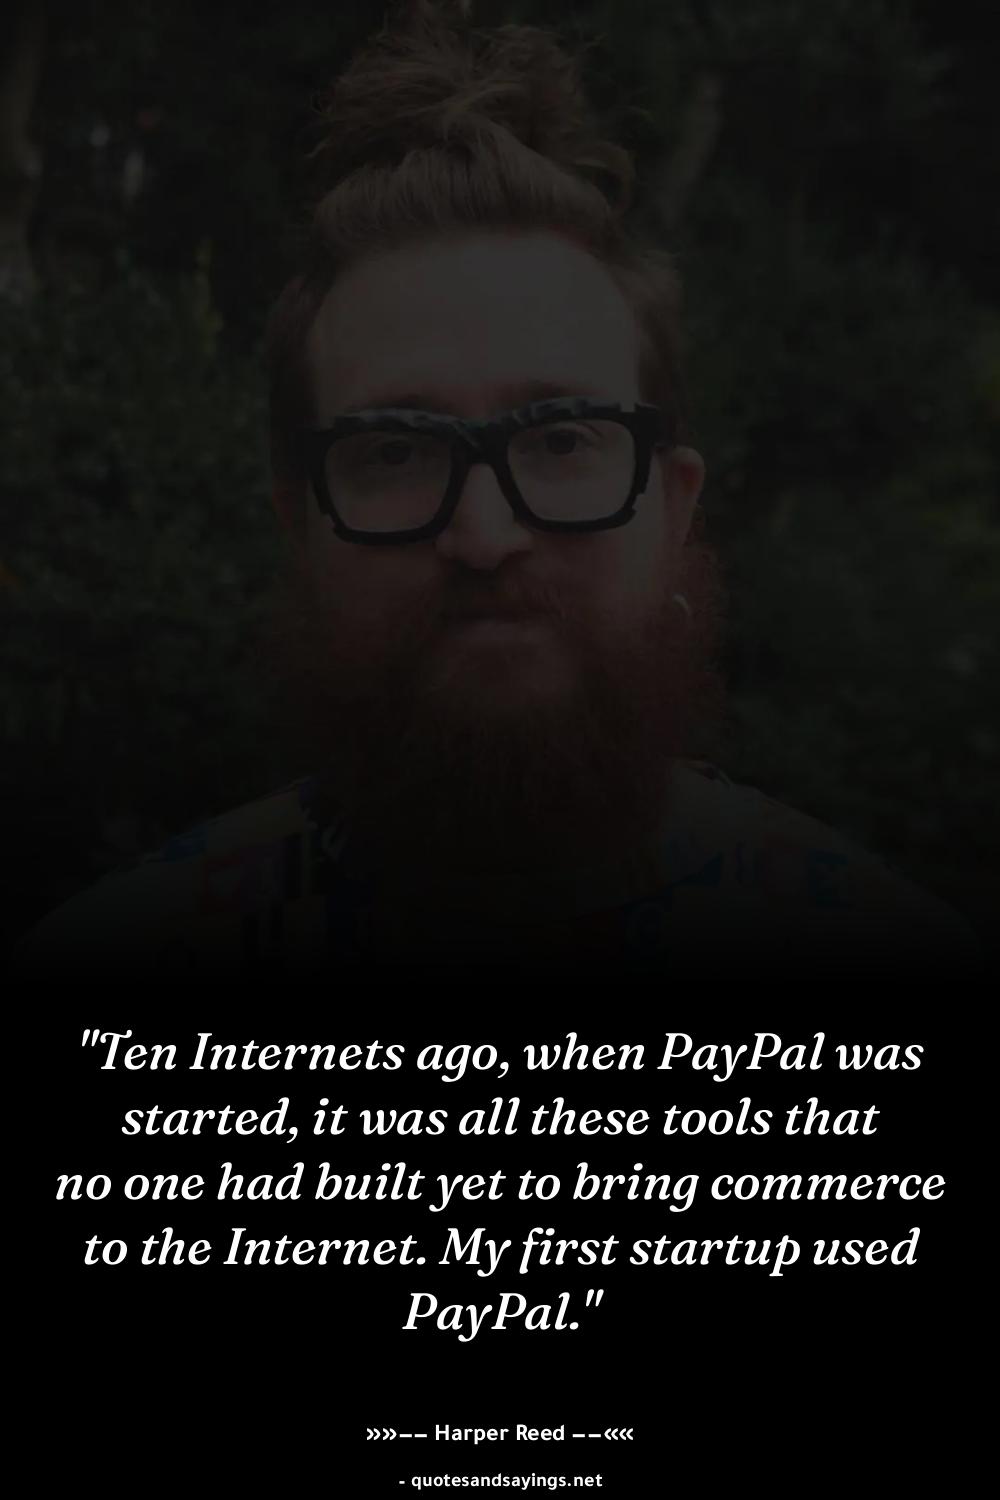 "Ten Internets ago, when PayPal was
started, it was all these tools that
no one had built yet to bring commerce
to the Internet. My first startup used
PayPal."
»»−− Harper Reed −−««
- quotesandsayings.net